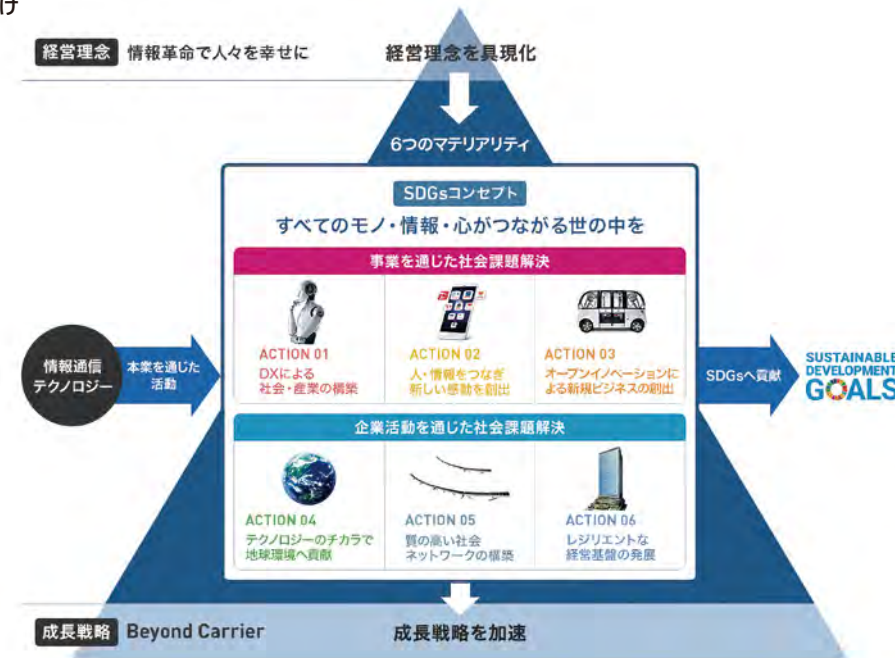 け
経営理念 情報革命で人々を幸せに
経営理念を具現化
6つのマテリアリティ
SDGsコンセプト
すべてのモノ・情報・心がつながる世の中を
事業を通じた社会課題解決
ACTION 01
DXによる
社会・産業の構築
ACTION 02
人・情報をつなぎ
新しい感動を創出
ACTION 03
オープンイノベーションに
よる新規ビジネスの創出
情報通信
テクノロジー
本業を通じた
活動
SDGsへ貢献
SUSTAINABLE
DEVELOPMENT
GOALS
企業活動を通じた社会課題解決
ACTION 04
テクノロジーのチカラで
地球環境へ貢献
ACTION 05
質の高い社会
ネットワークの構築
ACTION 06
レジリエントな
経営基盤の発展
成長戦略 Beyond Carrier
成長戦略を加速